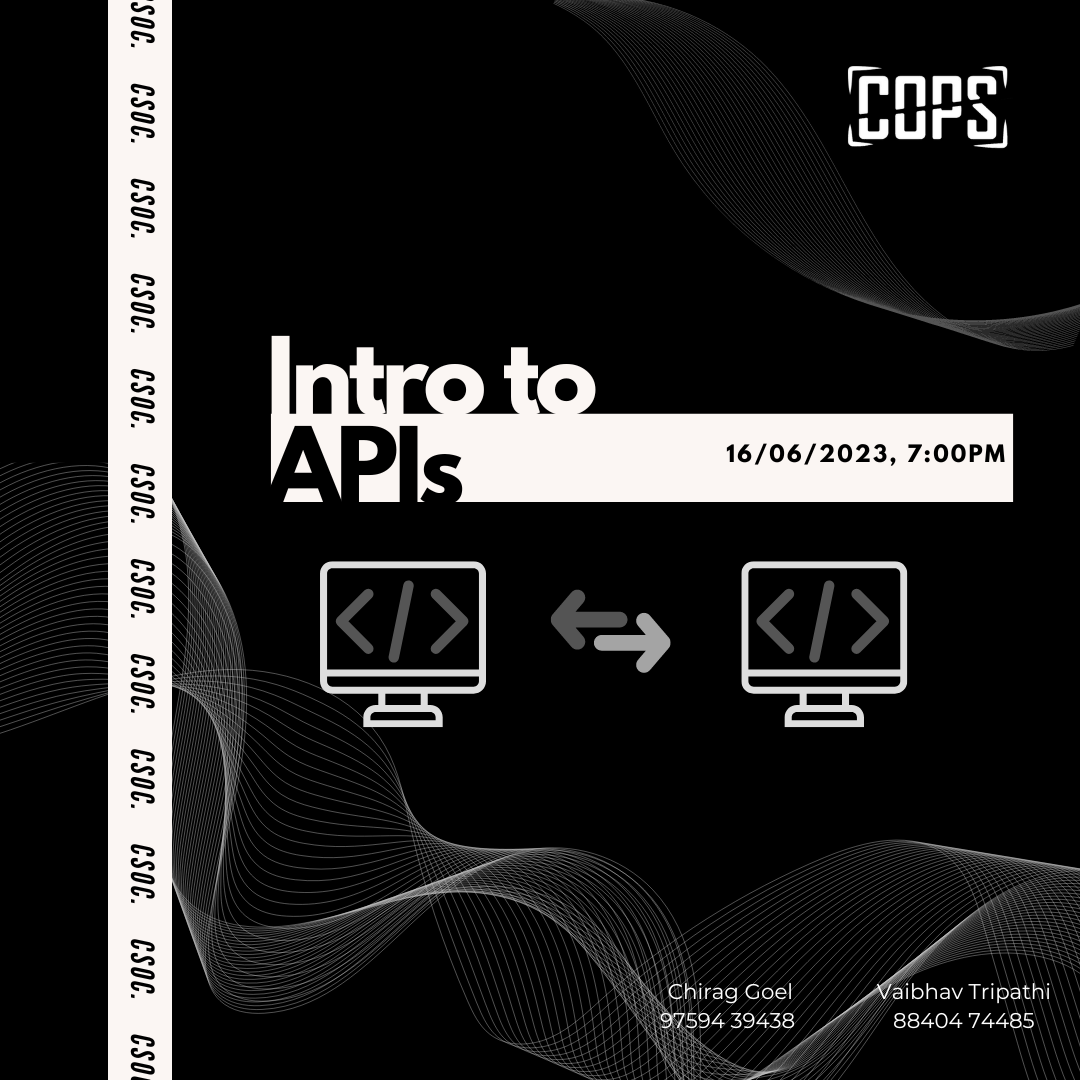 CSOC.
CSOC.
CSOC.
CSOC.
CSOC.
CSOC.
CSOC.
CSOC.
CSOC.
CSOC.
CSOC.
CSOC
COPS
Intro to
APIs
16/06/2023, 7:00PM
</> </>
Chirag Goel
97594 39438
Vaibhav Tripathi
88404 74485